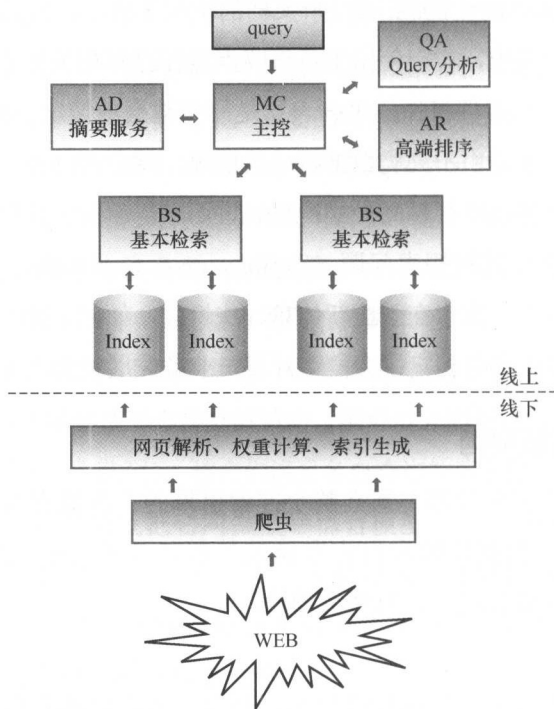 query
QA
Query分析
AD
摘要服务
MC
主控
AR
高端排序
BS
基本检索
BS
基本检索
Index
Index
Index
Index
线上
线下
网页解析、权重计算、索引生成
爬虫
WEB